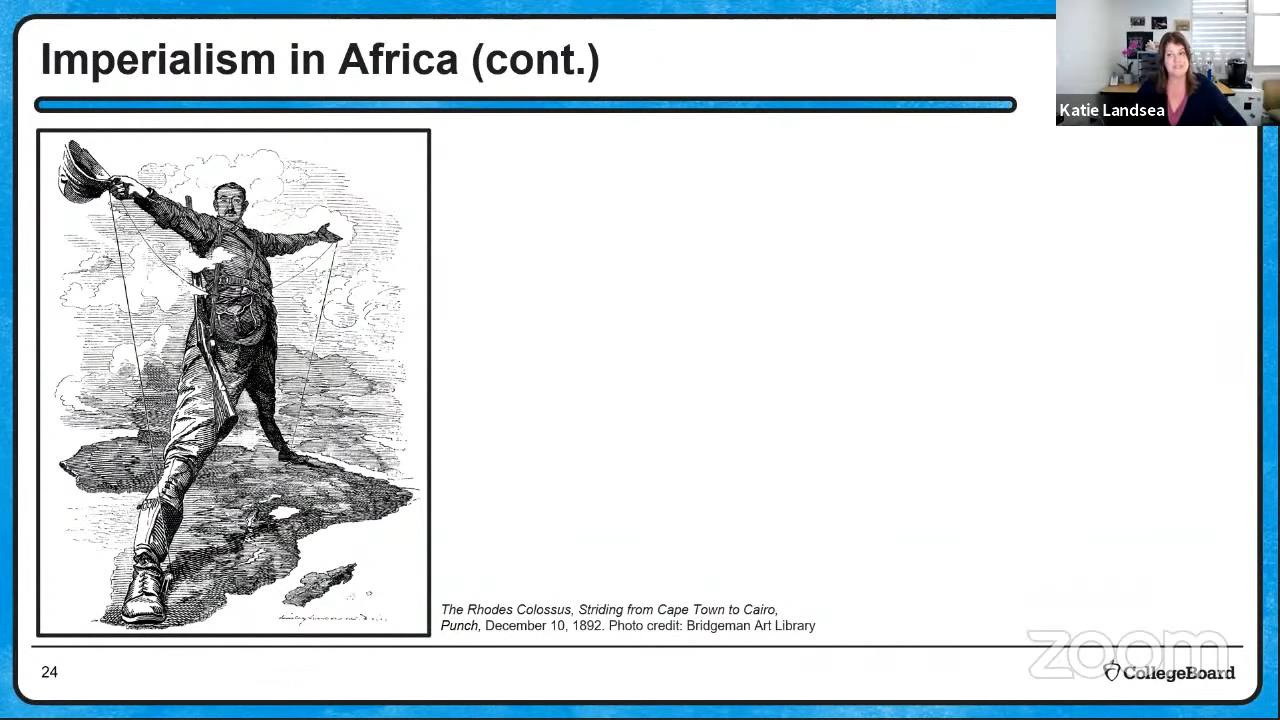 Imperialism in Africa (cont.)
Katie Landsea
The Rhodes Colossus, Striding from Cape Town to Cairo,
Punch, December 10, 1892. Photo credit: Bridgeman Art Library
zoom
24
CollegeBoard